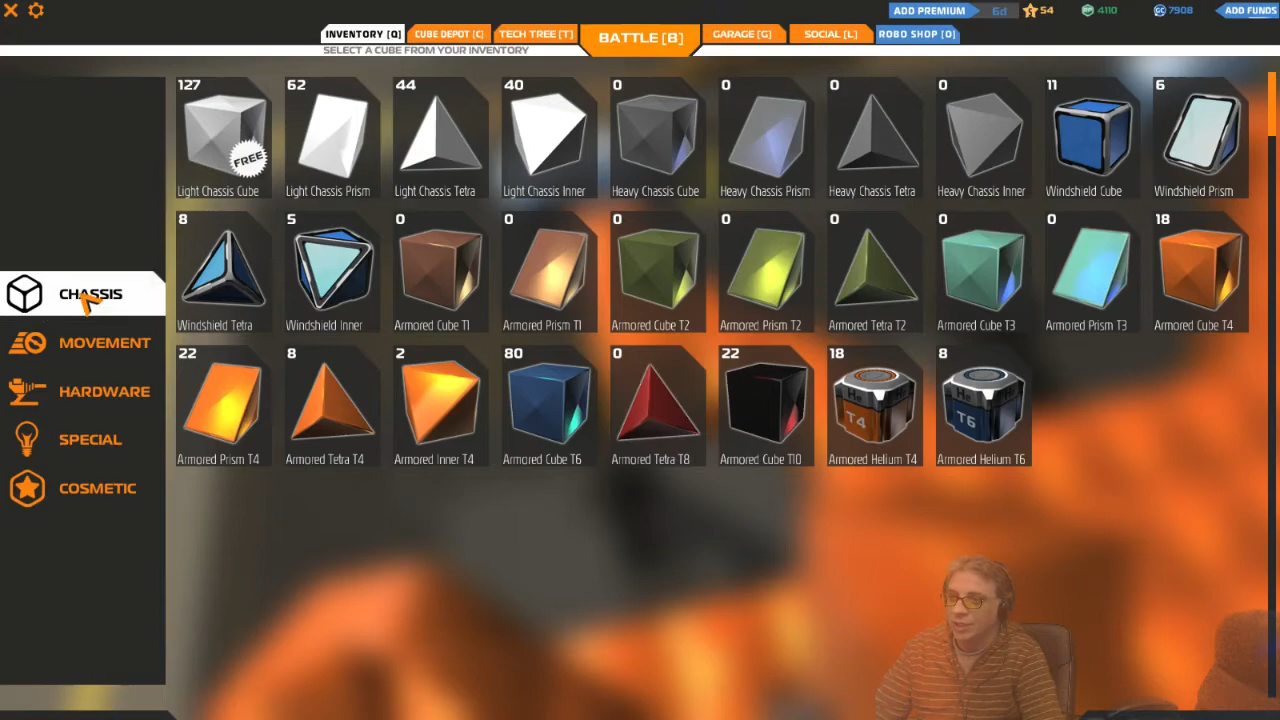 ADD PREMIUM 6d 54 4110 7908 ADD FUNDS
INVENTORY [Q] CUBE DEPOT [C] TECH TREE [T] BATTLE [B] GARAGE [G] SOCIAL [L] ROBO SHOP [O]
SELECT A CUBE FROM YOUR INVENTORY
127 62 44 40 0 0 0 0 11 6
FREE
Light Chassis Cube Light Chassis Prism Light Chassis Tetra Light Chassis Inner Heavy Chassis Cube Heavy Chassis Prism Heavy Chassis Tetra Heavy Chassis Inner Windshield Cube Windshield Prism
8 5 0 0 0 0 0 0 0 18
Windshield Tetra Windshield Inner Armored Cube T1 Armored Prism T1 Armored Cube T2 Armored Prism T2 Armored Tetra T2 Armored Cube T3 Armored Prism T3 Armored Cube T4
22 8 2 80 0 22 18 8
He He
T4 T6
Armored Prism T4 Armored Tetra T4 Armored Inner T4 Armored Cube T6 Armored Tetra T8 Armored Cube T10 Armored Helium T4 Armored Helium T6
CHASSIS
MOVEMENT
HARDWARE
SPECIAL
COSMETIC